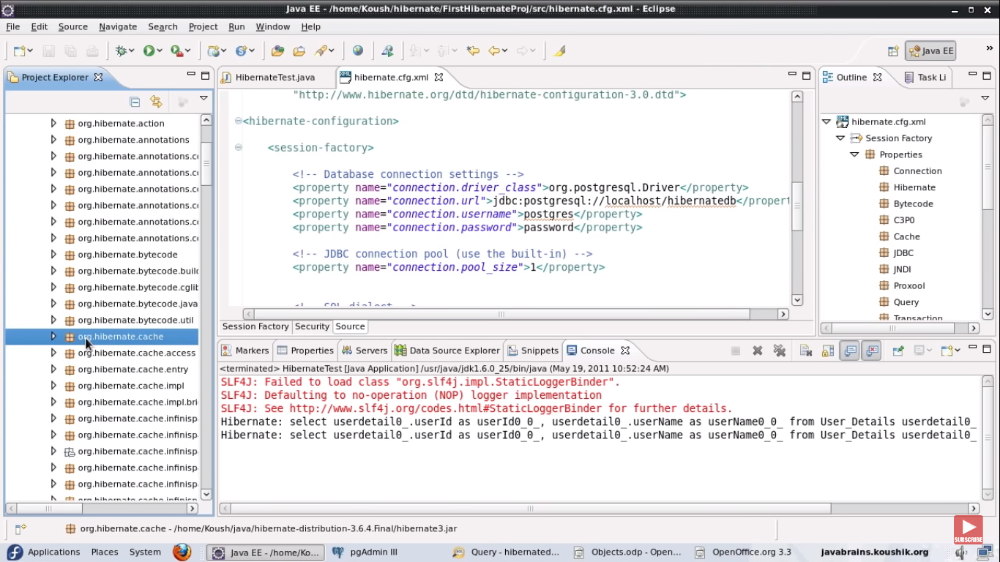 Java EE - /home/Koush/hibernate/FirstHibernateProj/src/hibernate.cfg.xml - Eclipse
File Edit Source Navigate Search Project Run Window Help
Java EE
»
Project Explorer
org.hibernate.action
org.hibernate.annotations
org.hibernate.annotations.co
org.hibernate.annotations.co
org.hibernate.annotations.co
org.hibernate.annotations.co
org.hibernate.annotations.co
org.hibernate.annotations.co
org.hibernate.bytecode
org.hibernate.bytecode.build
org.hibernate.bytecode.cglib
org.hibernate.bytecode.java
org.hibernate.bytecode.util
org.hibernate.cache
org.hibernate.cache.access
org.hibernate.cache.entry
org.hibernate.cache.impl
org.hibernate.cache.impl.bri
org.hibernate.cache.infinisp
org.hibernate.cache.infinisp
org.hibernate.cache.infinisp
org.hibernate.cache.infinisp
org.hibernate.cache.infinisp
org.hibernate.cache.infinisp
HibernateTest.java
hibernate.cfg.xml
"http://www.hibernate.org/dtd/hibernate-configuration-3.0.dtd">
<hibernate-configuration>
<session-factory>
<!-- Database connection settings -->
<property name="connection.driver_class">org.postgresql.Driver</property>
<property name="connection.url">jdbc:postgresql://localhost/hibernatedb</propert
<property name="connection.username">postgres</property>
<property name="connection.password">password</property>
<!-- JDBC connection pool (use the built-in) -->
<property name="connection.pool_size">1</property>
<!-- SQL dialect -->
Session Factory Security Source
Outline
Task Li
hibernate.cfg.xml
Session Factory
Properties
Connection
Hibernate
Bytecode
C3P0
Cache
JDBC
JNDI
Proxool
Query
Transaction
Markers Properties Servers Data Source Explorer Snippets Console
<terminated> HibernateTest [Java Application] /usr/java/jdk1.6.0_25/bin/java (May 19, 2011 10:52:24 AM)
SLF4J: Failed to load class "org.slf4j.impl.StaticLoggerBinder".
SLF4J: Defaulting to no-operation (NOP) logger implementation
SLF4J: See http://www.slf4j.org/codes.html#StaticLoggerBinder for further details.
Hibernate: select userdetail0_.userId as userId0_0_, userdetail0_.userName as userName0_0_ from User_Details userdetail0_
Hibernate: select userdetail0_.userId as userId0_0_, userdetail0_.userName as userName0_0_ from User_Details userdetail0_
org.hibernate.cache - /home/Koush/java/hibernate-distribution-3.6.4.Final/hibernate3.jar
SUBSCRIBE
Applications Places System
Java EE - /home/Ko...
pgAdmin III
Query - hibernated...
Objects.odp - Open...
OpenOffice.org 3.3
javabrains.koushik.org